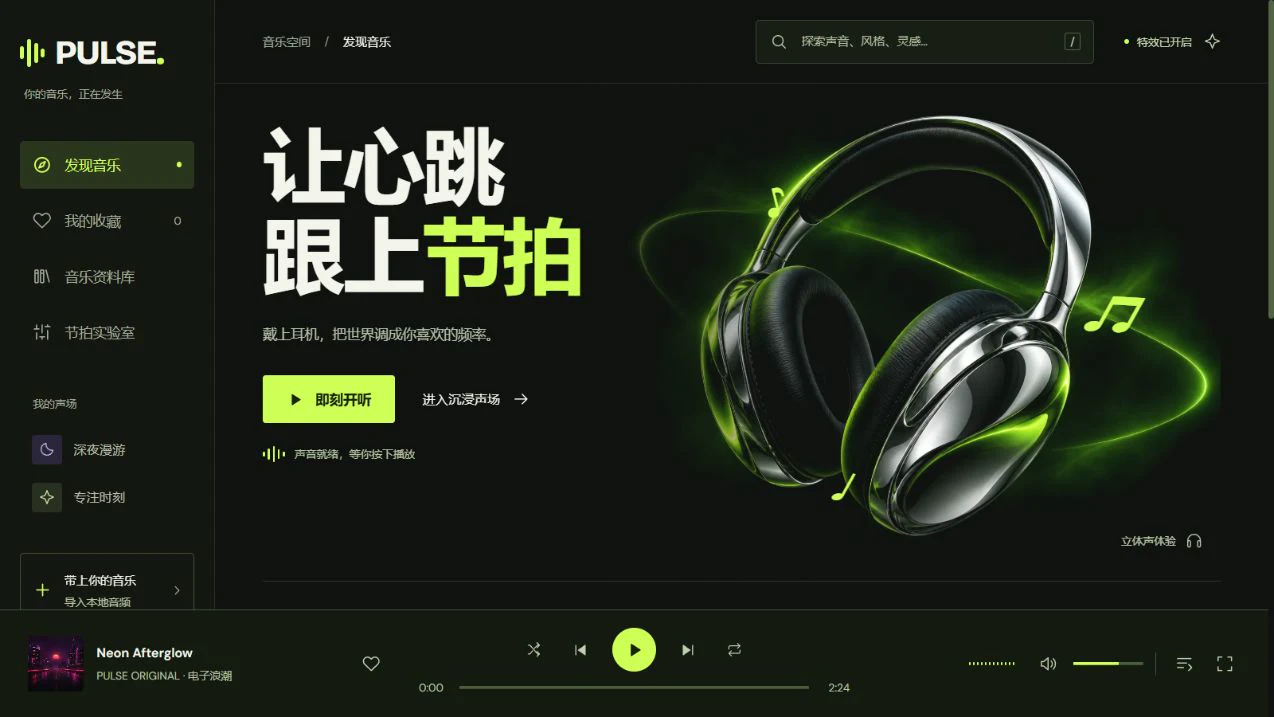 PULSE.
你的音乐，正在发生
发现音乐
我的收藏 0
音乐资料库
节拍实验室
我的声场
深夜漫游
专注时刻
带上你的音乐
导入本地音频
音乐空间 / 发现音乐
探索声音、风格、灵感... /
特效已开启
让心跳
跟上节拍
戴上耳机，把世界调成你喜欢的频率。
即刻开听
进入沉浸声场
声音就绪，等你按下播放
立体声体验
Neon Afterglow
PULSE ORIGINAL · 电子浪潮
0:00
2:24